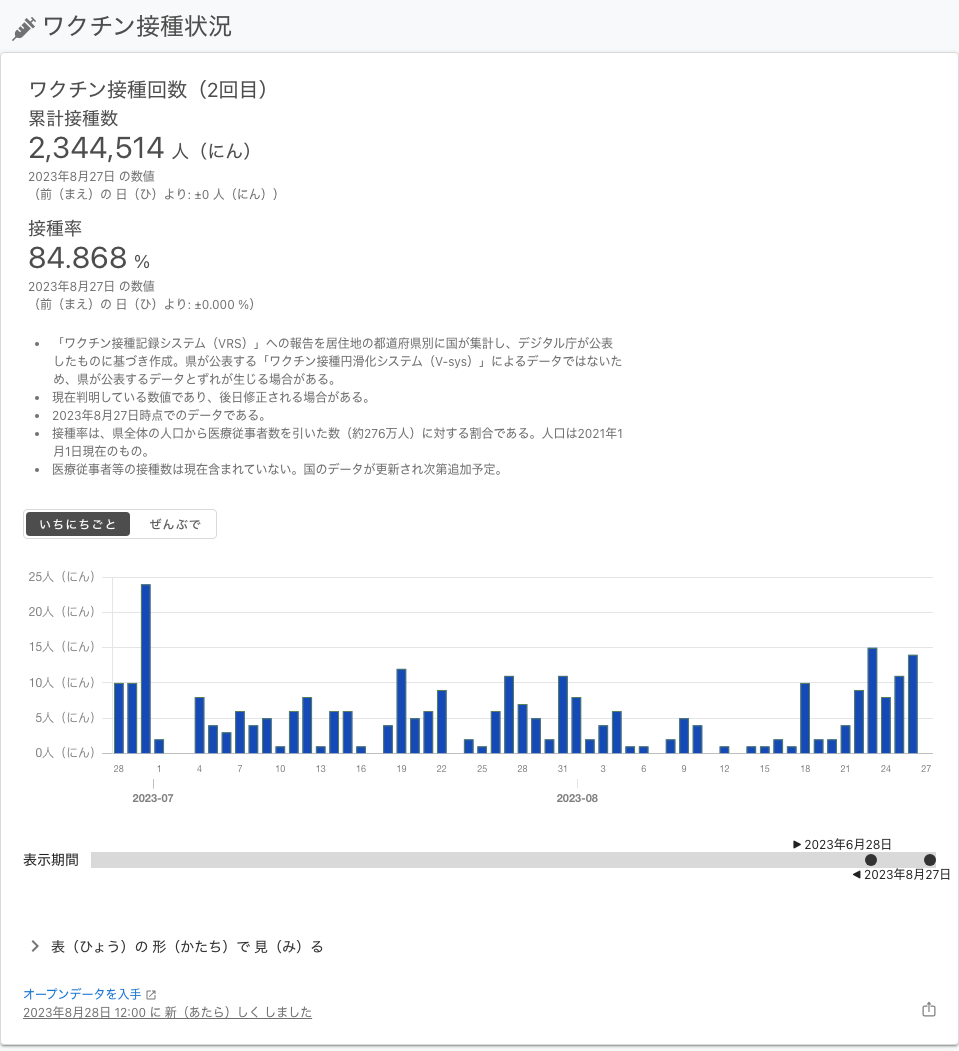 ワクチン接種状況
ワクチン接種回数（2回目）
累計接種数
2,344,514 人（にん）
2023年8月27日 の数値
（前（まえ）の 日（ひ）より: ±0 人（にん））
接種率
84.868 %
2023年8月27日 の数値
（前（まえ）の 日（ひ）より: ±0.000 %）
• 「ワクチン接種記録システム（VRS）」への報告を居住地の都道府県別に国が集計し、デジタル庁が公表
したものに基づき作成。県が公表する「ワクチン接種円滑化システム（V-sys）」によるデータではないた
め、県が公表するデータとずれが生じる場合がある。
• 現在判明している数値であり、後日修正される場合がある。
• 2023年8月27日時点でのデータである。
• 接種率は、県全体の人口から医療従事者数を引いた数（約276万人）に対する割合である。人口は2021年1
月1日現在のもの。
• 医療従事者等の接種数は現在含まれていない。国のデータが更新され次第追加予定。
いちにちごと ぜんぶで
25人（にん）
20人（にん）
15人（にん）
10人（にん）
5人（にん）
0人（にん）
28 1 4 7 10 13 16 19 22 25 28 31 3 6 9 12 15 18 21 24 27
2023-07 2023-08
▶ 2023年6月28日
表示期間
◀ 2023年8月27日
表（ひょう）の 形（かたち）で 見（み）る
オープンデータを入手
2023年8月28日 12:00 に 新（あたら）しく しました